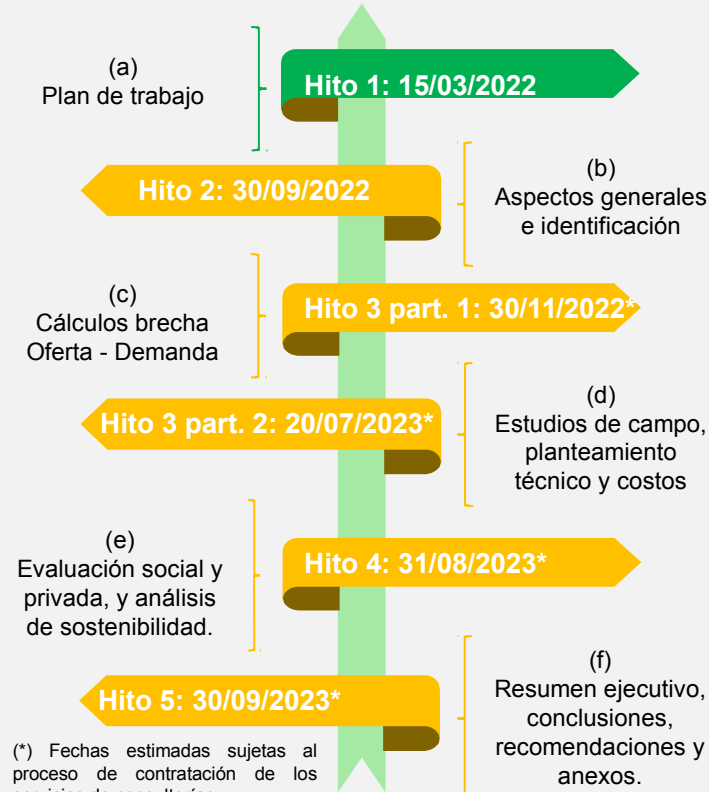 (a)
Plan de trabajo
Hito 1: 15/03/2022
Hito 2: 30/09/2022
(b)
Aspectos generales
e identificación
(c)
Cálculos brecha
Oferta - Demanda
Hito 3 part. 1: 30/11/2022*
Hito 3 part. 2: 20/07/2023*
(d)
Estudios de campo,
planteamiento
técnico y costos
(e)
Evaluación social y
privada, y análisis
de sostenibilidad.
Hito 4: 31/08/2023*
Hito 5: 30/09/2023*
(f)
Resumen ejecutivo,
conclusiones,
recomendaciones y
anexos.
(*) Fechas estimadas sujetas al
proceso de contratación de los